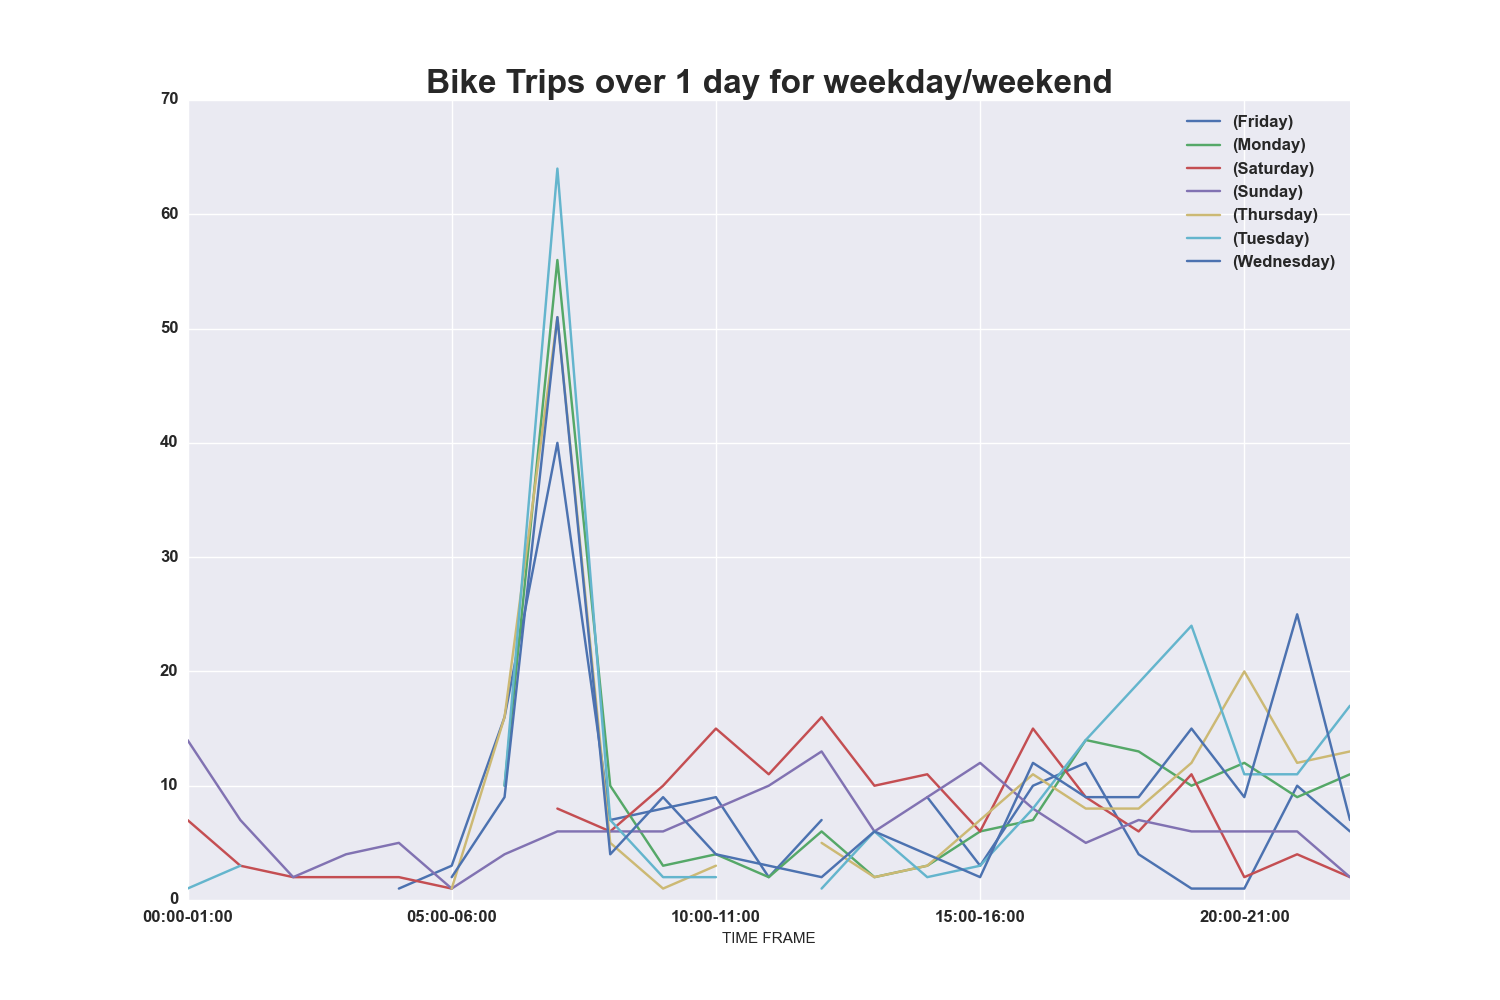 Bike Trips over 1 day for weekday/weekend
70
60
50
40
30
20
10
0
(Friday)
(Monday)
(Saturday)
(Sunday)
(Thursday)
(Tuesday)
(Wednesday)
00:00-01:00 05:00-06:00 10:00-11:00 15:00-16:00 20:00-21:00
TIME FRAME